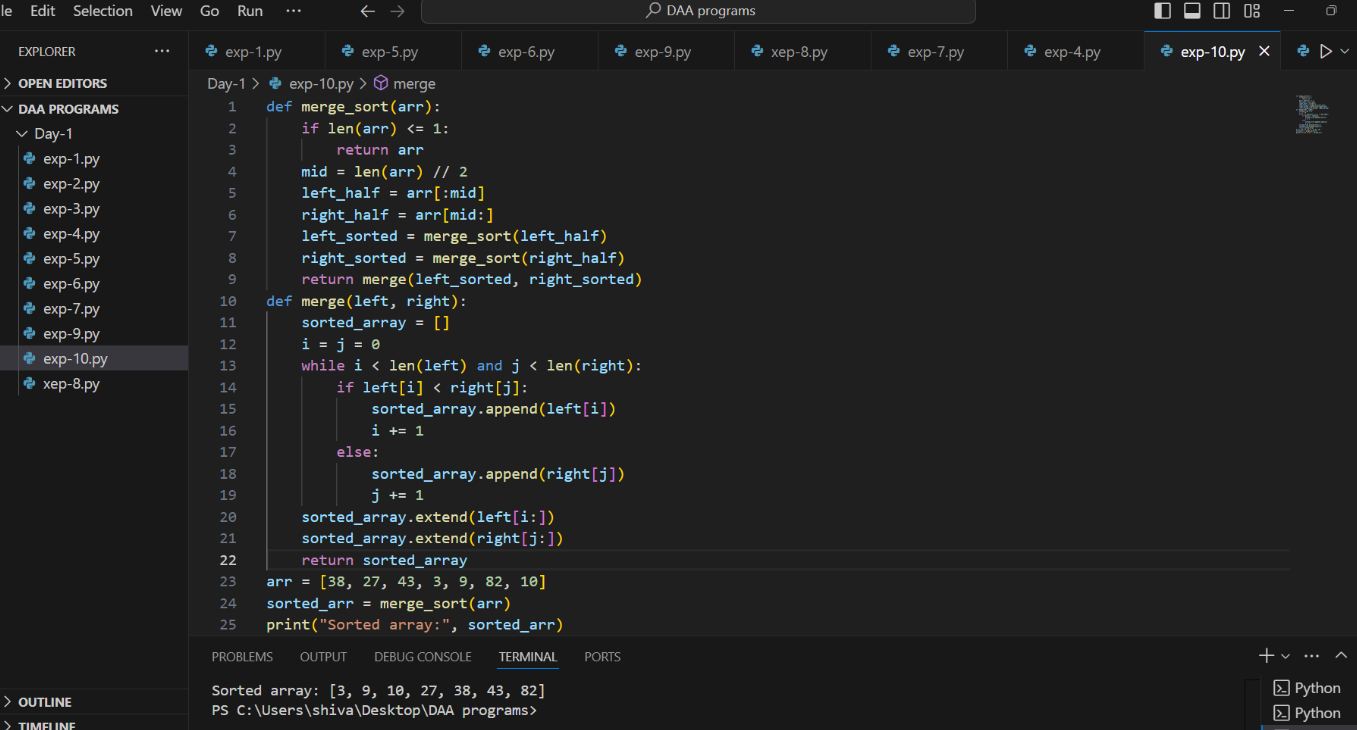 le Edit Selection View Go Run ··· DAA programs
EXPLORER ···
OPEN EDITORS
DAA PROGRAMS
Day-1
exp-1.py
exp-2.py
exp-3.py
exp-4.py
exp-5.py
exp-6.py
exp-7.py
exp-9.py
exp-10.py
xep-8.py
OUTLINE
TIMELINE
exp-1.py exp-5.py exp-6.py exp-9.py xep-8.py exp-7.py exp-4.py exp-10.py
Day-1 > exp-10.py > merge
1 def merge_sort(arr):
2     if len(arr) <= 1:
3         return arr
4     mid = len(arr) // 2
5     left_half = arr[:mid]
6     right_half = arr[mid:]
7     left_sorted = merge_sort(left_half)
8     right_sorted = merge_sort(right_half)
9     return merge(left_sorted, right_sorted)
10 def merge(left, right):
11     sorted_array = []
12     i = j = 0
13     while i < len(left) and j < len(right):
14         if left[i] < right[j]:
15             sorted_array.append(left[i])
16             i += 1
17         else:
18             sorted_array.append(right[j])
19             j += 1
20     sorted_array.extend(left[i:])
21     sorted_array.extend(right[j:])
22     return sorted_array
23 arr = [38, 27, 43, 3, 9, 82, 10]
24 sorted_arr = merge_sort(arr)
25 print("Sorted array:", sorted_arr)
PROBLEMS OUTPUT DEBUG CONSOLE TERMINAL PORTS
Sorted array: [3, 9, 10, 27, 38, 43, 82]
PS C:\Users\shiva\Desktop\DAA programs>
Python
Python